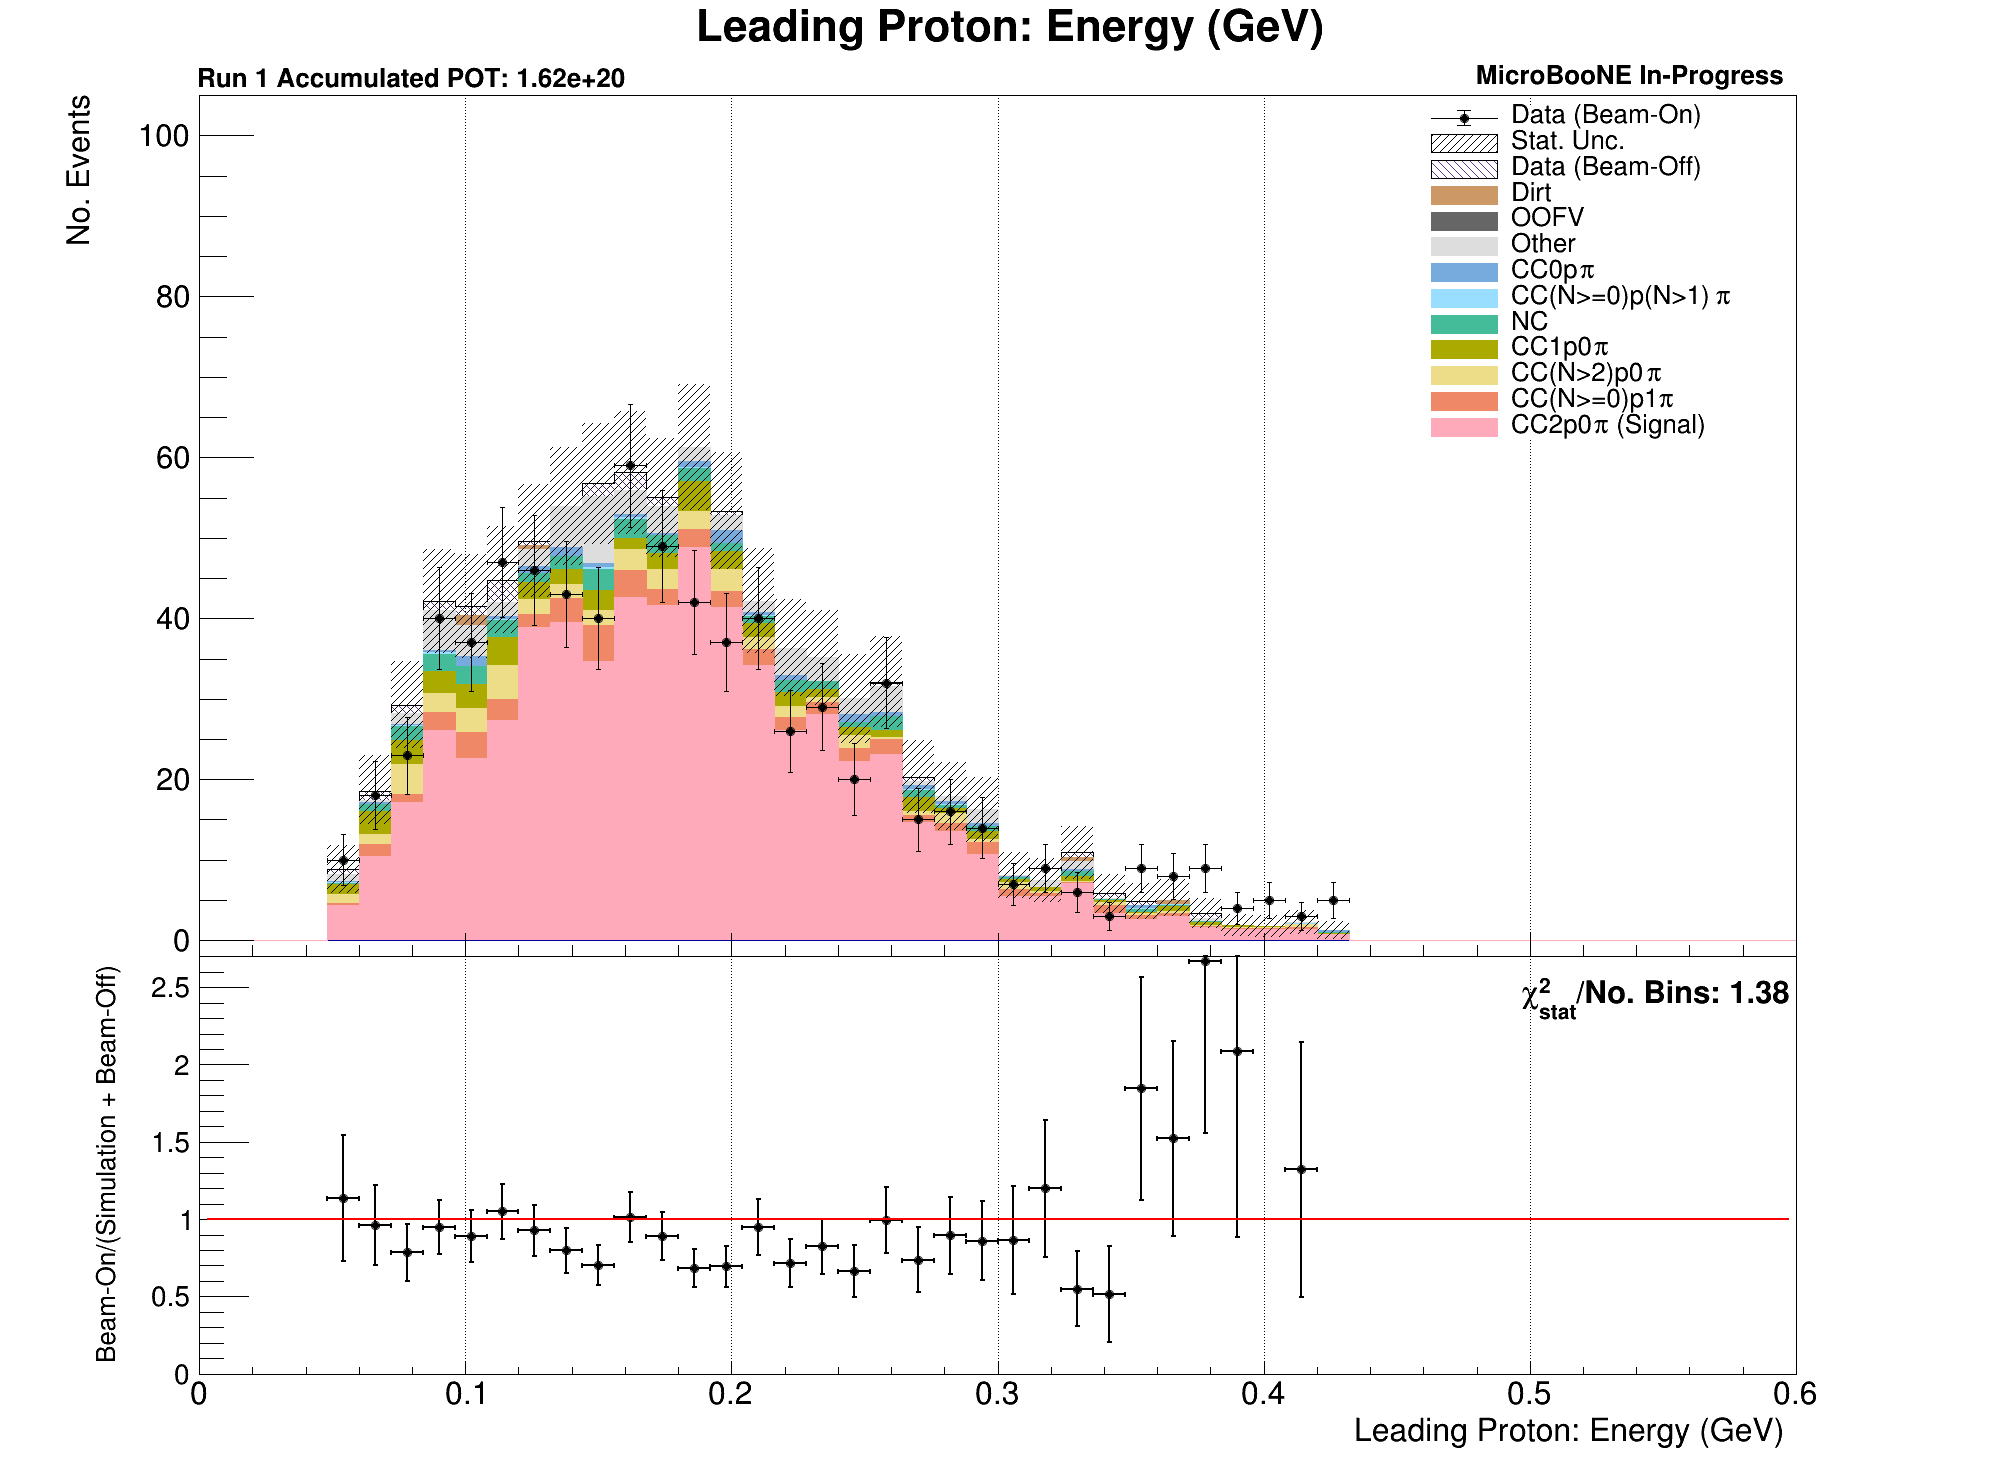 Leading Proton: Energy (GeV)
Run 1 Accumulated POT: 1.62e+20
MicroBooNE In-Progress
No. Events
100
80
60
40
20
0
Data (Beam-On)
Stat. Unc.
Data (Beam-Off)
Dirt
OOFV
Other
CC0pπ
CC(N>=0)p(N>1) π
NC
CC1p0π
CC(N>2)p0π
CC(N>=0)p1π
CC2p0π (Signal)
Beam-On/(Simulation + Beam-Off)
2.5
2
1.5
1
0.5
0
χ²stat/No. Bins: 1.38
0 0.1 0.2 0.3 0.4 0.5 0.6
Leading Proton: Energy (GeV)